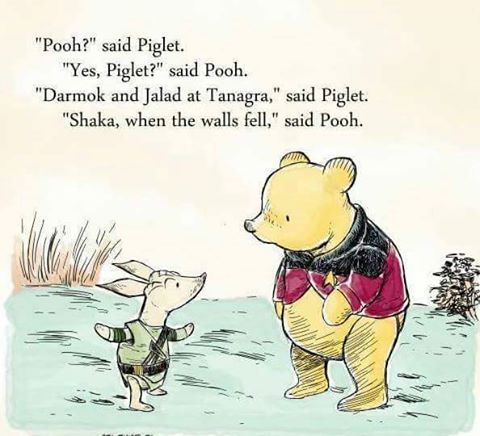 "Pooh?" said Piglet.
"Yes, Piglet?" said Pooh.
"Darmok and Jalad at Tanagra," said Piglet.
"Shaka, when the walls fell," said Pooh.